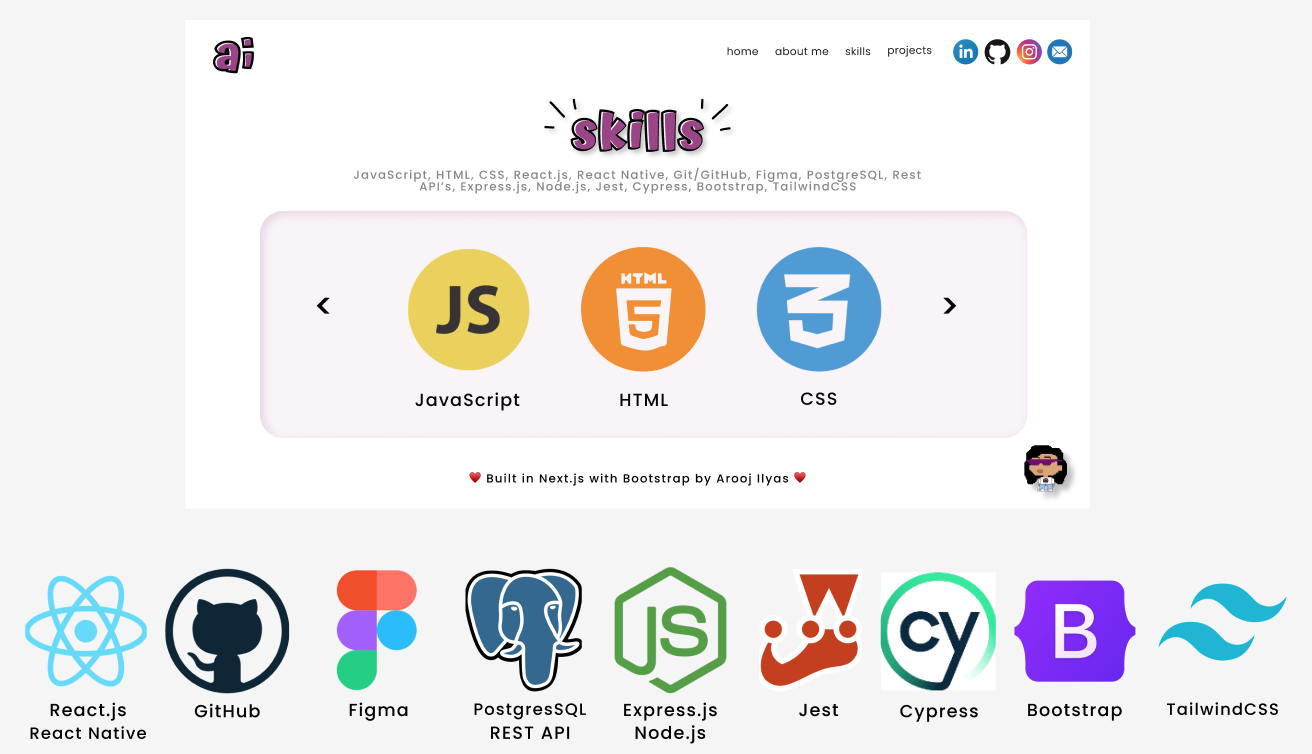 ai
home about me skills projects
in
skills
JavaScript, HTML, CSS, React.js, React Native, Git/GitHub, Figma, PostgreSQL, Rest
API's, Express.js, Node.js, Jest, Cypress, Bootstrap, TailwindCSS
JS HTML 5 3
< >
JavaScript HTML CSS
Built in Next.js with Bootstrap by Arooj Ilyas
JS cy B
React.js GitHub Figma PostgresSQL Express.js Jest Cypress Bootstrap TailwindCSS
React Native REST API Node.js